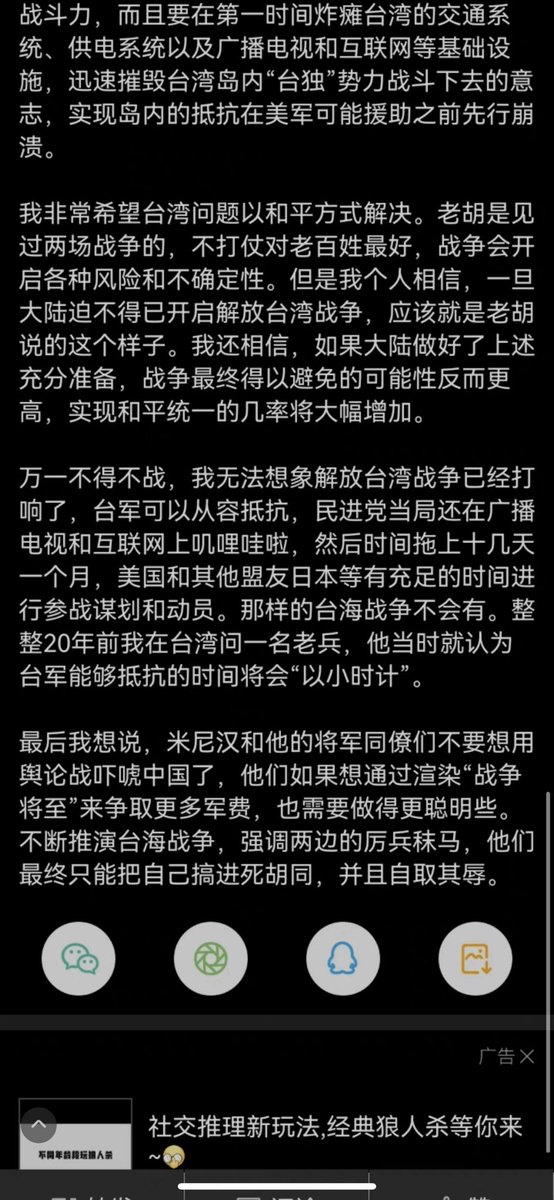 战斗力，而且要在第一时间炸瘫台湾的交通系
统、供电系统以及广播电视和互联网等基础设
施，迅速摧毁台湾岛内“台独”势力战斗下去的意
志，实现岛内的抵抗在美军可能援助之前先行崩
溃。
我非常希望台湾问题以和平方式解决。老胡是见
过两场战争的，不打仗对老百姓最好，战争会开
启各种风险和不确定性。但是我个人相信，一旦
大陆迫不得已开启解放台湾战争，应该就是老胡
说的这个样子。我还相信，如果大陆做好了上述
充分准备，战争最终得以避免的可能性反而更
高，实现和平统一的几率将大幅增加。
万一不得不战，我无法想象解放台湾战争已经打
响了，台军可以从容抵抗，民进党当局还在广播
电视和互联网上叽哩哇啦，然后时间拖上十几天
一个月，美国和其他盟友日本等有充足的时间进
行参战谋划和动员。那样的台海战争不会有。整
整20年前我在台湾问一名老兵，他当时就认为
台军能够抵抗的时间将会“以小时计”。
最后我想说，米尼汉和他的将军同僚们不要想用
舆论战吓唬中国了，他们如果想通过渲染“战争
将至”来争取更多军费，也需要做得更聪明些。
不断推演台海战争，强调两边的厉兵秣马，他们
最终只能把自己搞进死胡同，并且自取其辱。
广告
社交推理新玩法,经典狼人杀等你来
~
不同年龄段玩狼人杀